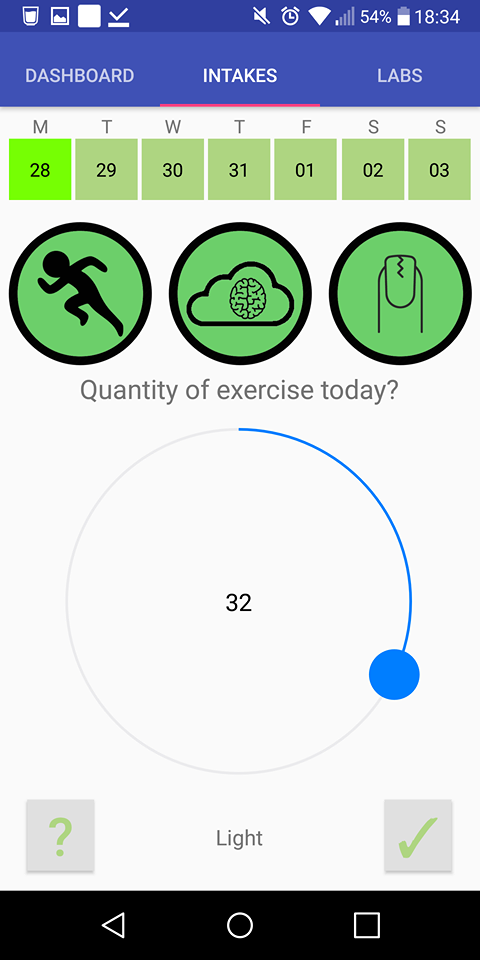 54% 18:34
DASHBOARD INTAKES LABS
M T W T F S S
28 29 30 31 01 02 03
Quantity of exercise today?
32
? Light